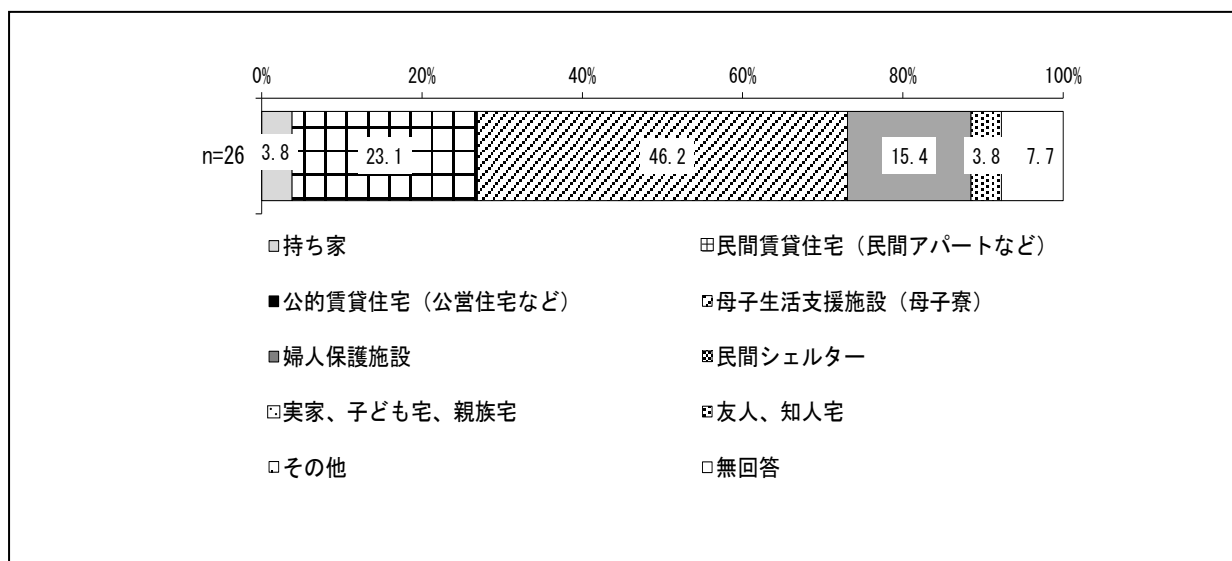 0% 20% 40% 60% 80% 100%
n=26 3.8 23.1 46.2 15.4 3.8 7.7
持ち家 民間賃貸住宅（民間アパートなど）
公的賃貸住宅（公営住宅など） 母子生活支援施設（母子寮）
婦人保護施設 民間シェルター
実家、子ども宅、親族宅 友人、知人宅
その他 無回答